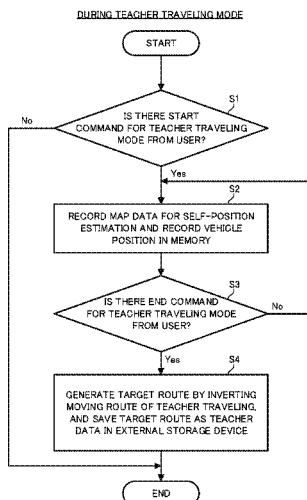 DURING TEACHER TRAVELING MODE
START
S1
IS THERE START
COMMAND FOR TEACHER TRAVELING
MODE FROM USER?
No
Yes
S2
RECORD MAP DATA FOR SELF-POSITION
ESTIMATION AND RECORD VEHICLE
POSITION IN MEMORY
S3
IS THERE END COMMAND
FOR TEACHER TRAVELING MODE
FROM USER?
No
Yes
S4
GENERATE TARGET ROUTE BY INVERTING
MOVING ROUTE OF TEACHER TRAVELING,
AND SAVE TARGET ROUTE AS TEACHER
DATA IN EXTERNAL STORAGE DEVICE
END